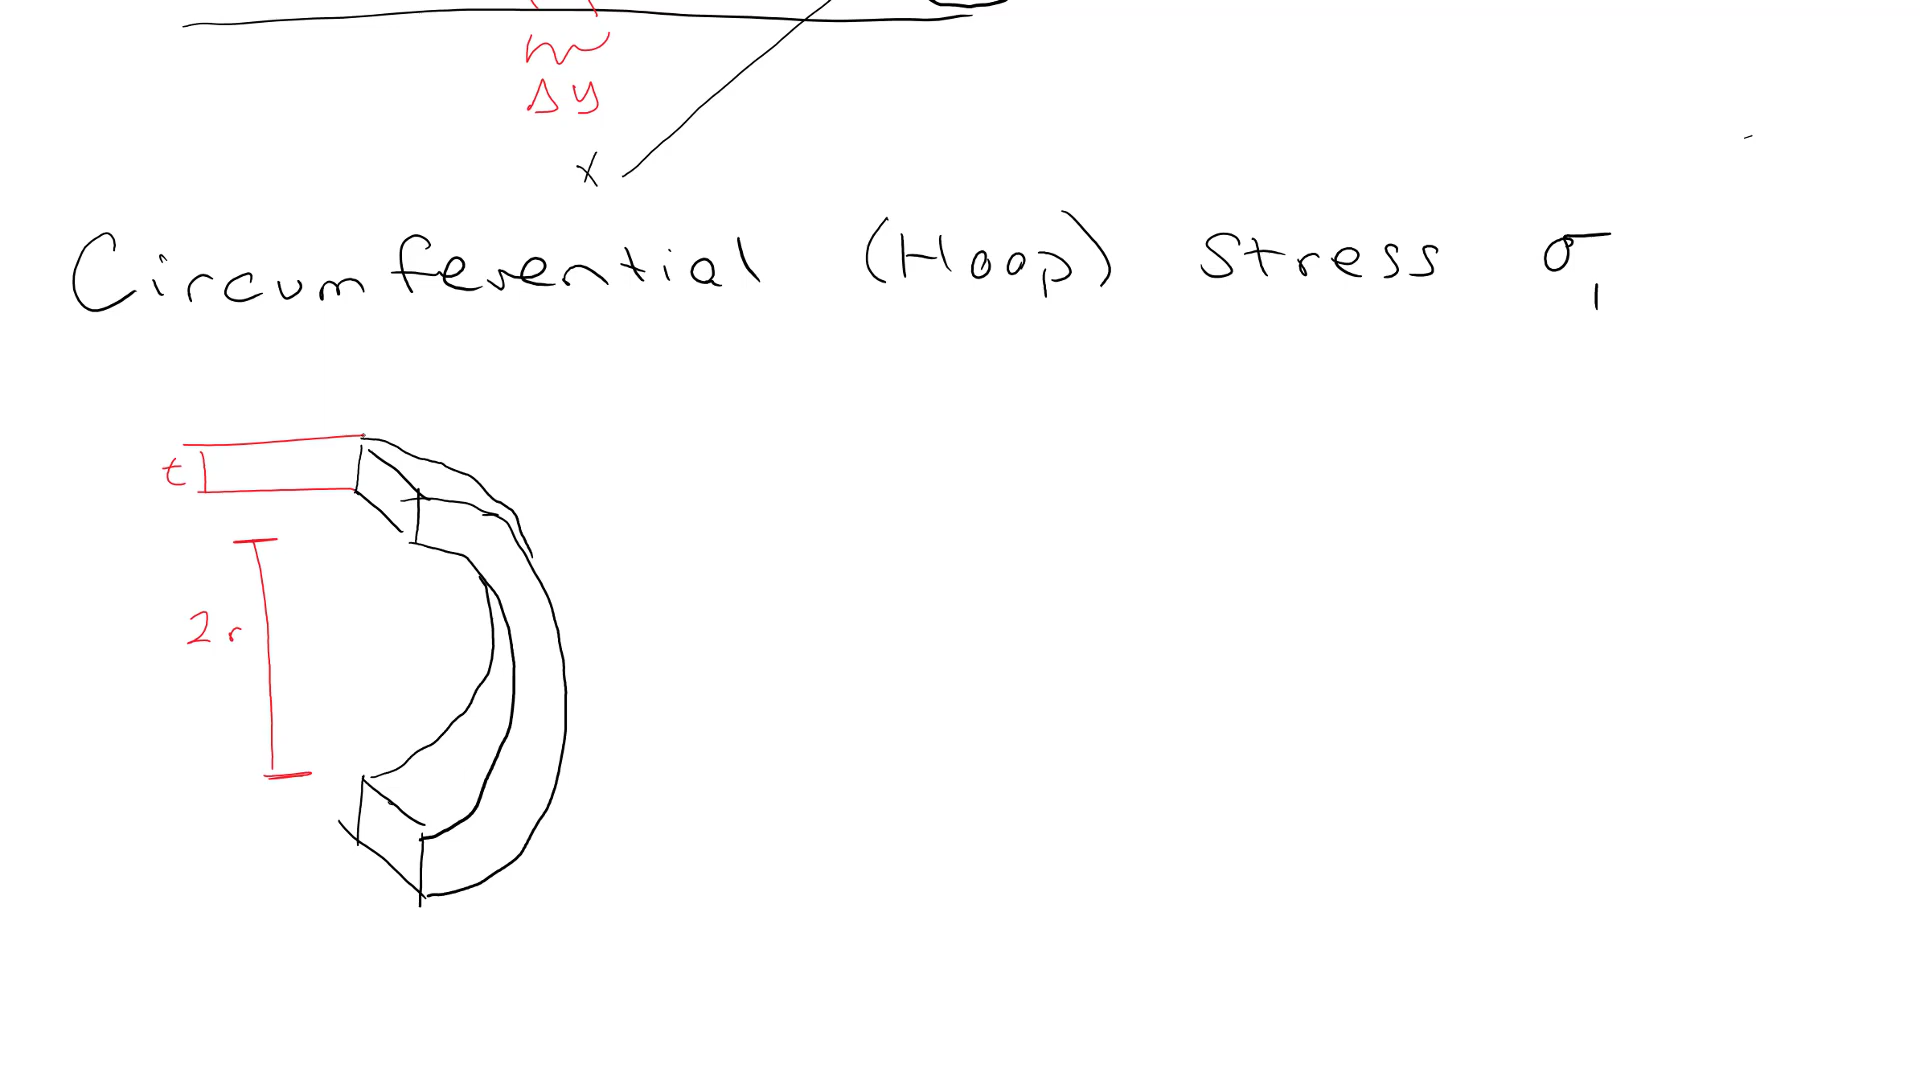 Δy
x
Circumferential (Hoop) Stress σ₁
t
2r